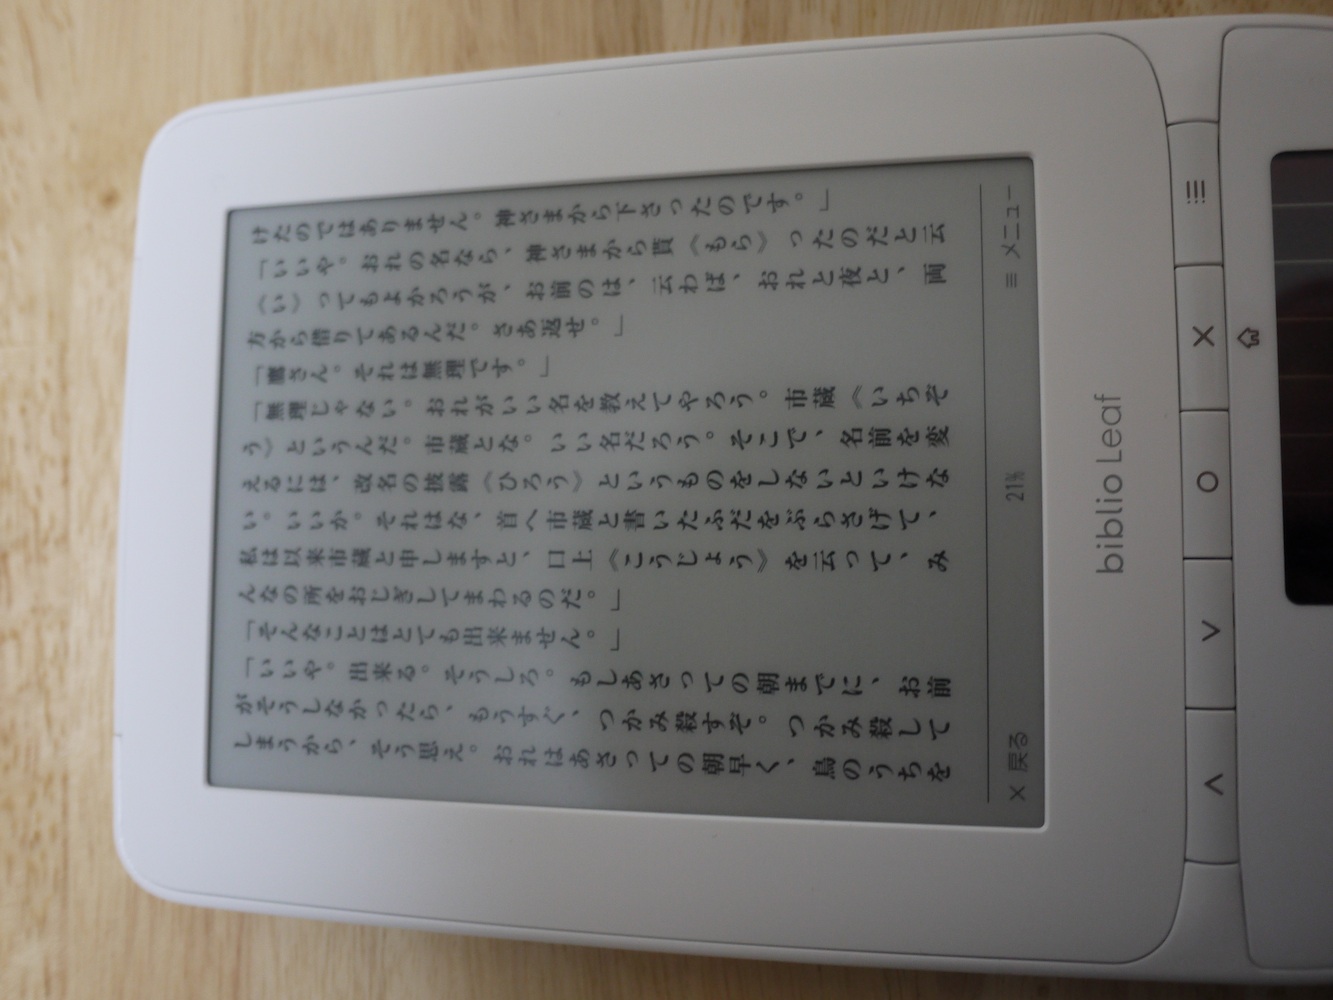 けたのではありません。神さまから下さったのです。」
「いいや。おれの名なら、神さまから貰《もら》ったのだと云
《い》ってもよかろうが、お前のは、云わば、おれと夜と、両
方から借りてあるんだ。さあ返せ。」
「鷹さん。それは無理です。」
「無理じゃない。おれがいい名を教えてやろう。市蔵《いちぞ
う》というんだ。市蔵とな。いい名だろう。そこで、名前を変
えるには、改名の披露《ひろう》というものをしないといけな
い。いいか。それはな、首へ市蔵と書いたふだをぶらさげて、
私は以来市蔵と申しますと、口上《こうじょう》を云って、み
んなの所をおじぎしてまわるのだ。」
「そんなことはとても出来ません。」
「いいや。出来る。そうしろ。もしあさっての朝までに、お前
がそうしなかったら、もうすぐ、つかみ殺すぞ。つかみ殺して
しまうから、そう思え。おれはあさっての朝早く、鳥のうちを
× 戻る 21% ≡ メニュー
biblio Leaf